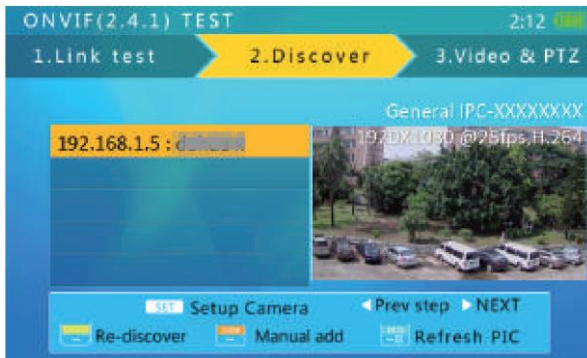 ONVIF(2.4.1) TEST 2:12
1.Link test 2.Discover 3.Video & PTZ
General IPC-XXXXXXXX
192.168.1.5 :
@25fps,H.264
SET Setup Camera Prev step NEXT
Re-discover Manual add Refresh PIC